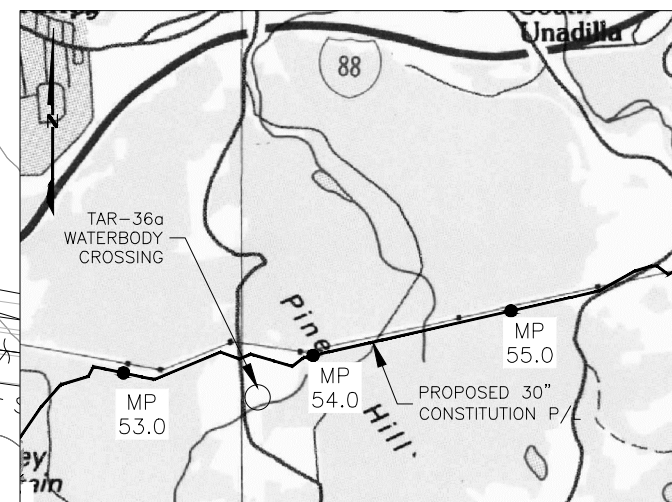 South
Unadilla
88
N
TAR-36a
WATERBODY
CROSSING
Pine
Hill
MP
53.0
MP
54.0
MP
55.0
PROPOSED 30"
CONSTITUTION P/L